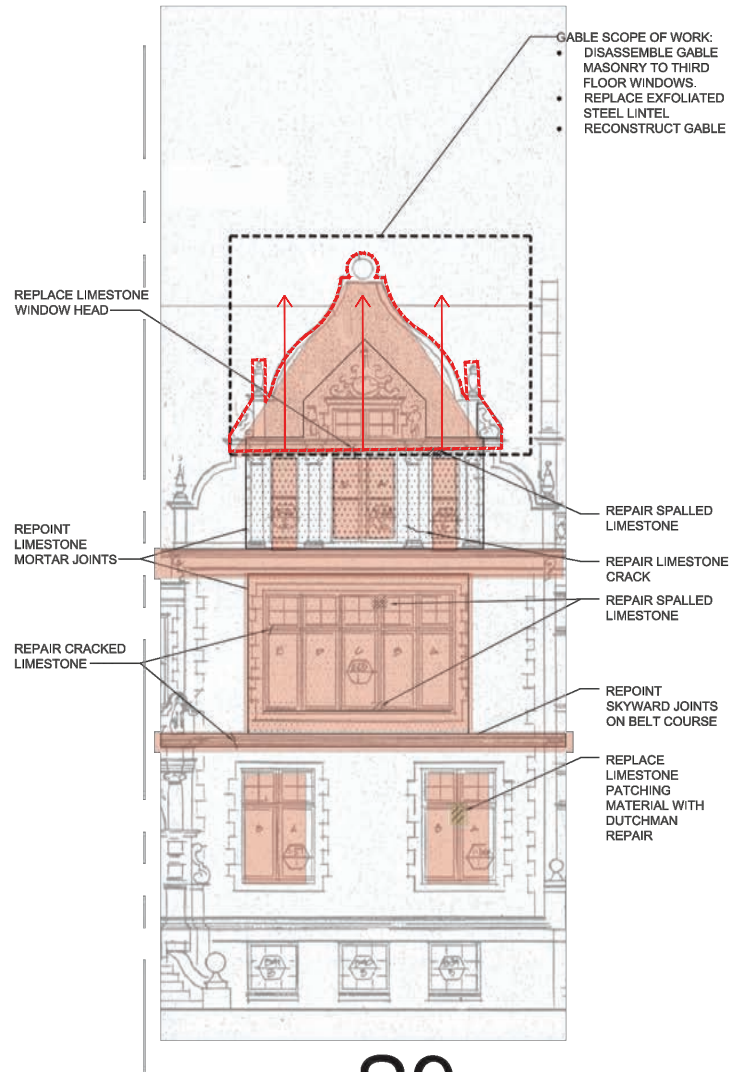 GABLE SCOPE OF WORK:
• DISASSEMBLE GABLE
MASONRY TO THIRD
FLOOR WINDOWS.
• REPLACE EXFOLIATED
STEEL LINTEL
• RECONSTRUCT GABLE
REPLACE LIMESTONE
WINDOW HEAD
REPAIR SPALLED
LIMESTONE
REPOINT
LIMESTONE
MORTAR JOINTS
REPAIR LIMESTONE
CRACK
REPAIR SPALLED
LIMESTONE
REPAIR CRACKED
LIMESTONE
E D C B A
REPOINT
SKYWARD JOINTS
ON BELT COURSE
REPLACE
LIMESTONE
PATCHING
MATERIAL WITH
DUTCHMAN
REPAIR
B A B A